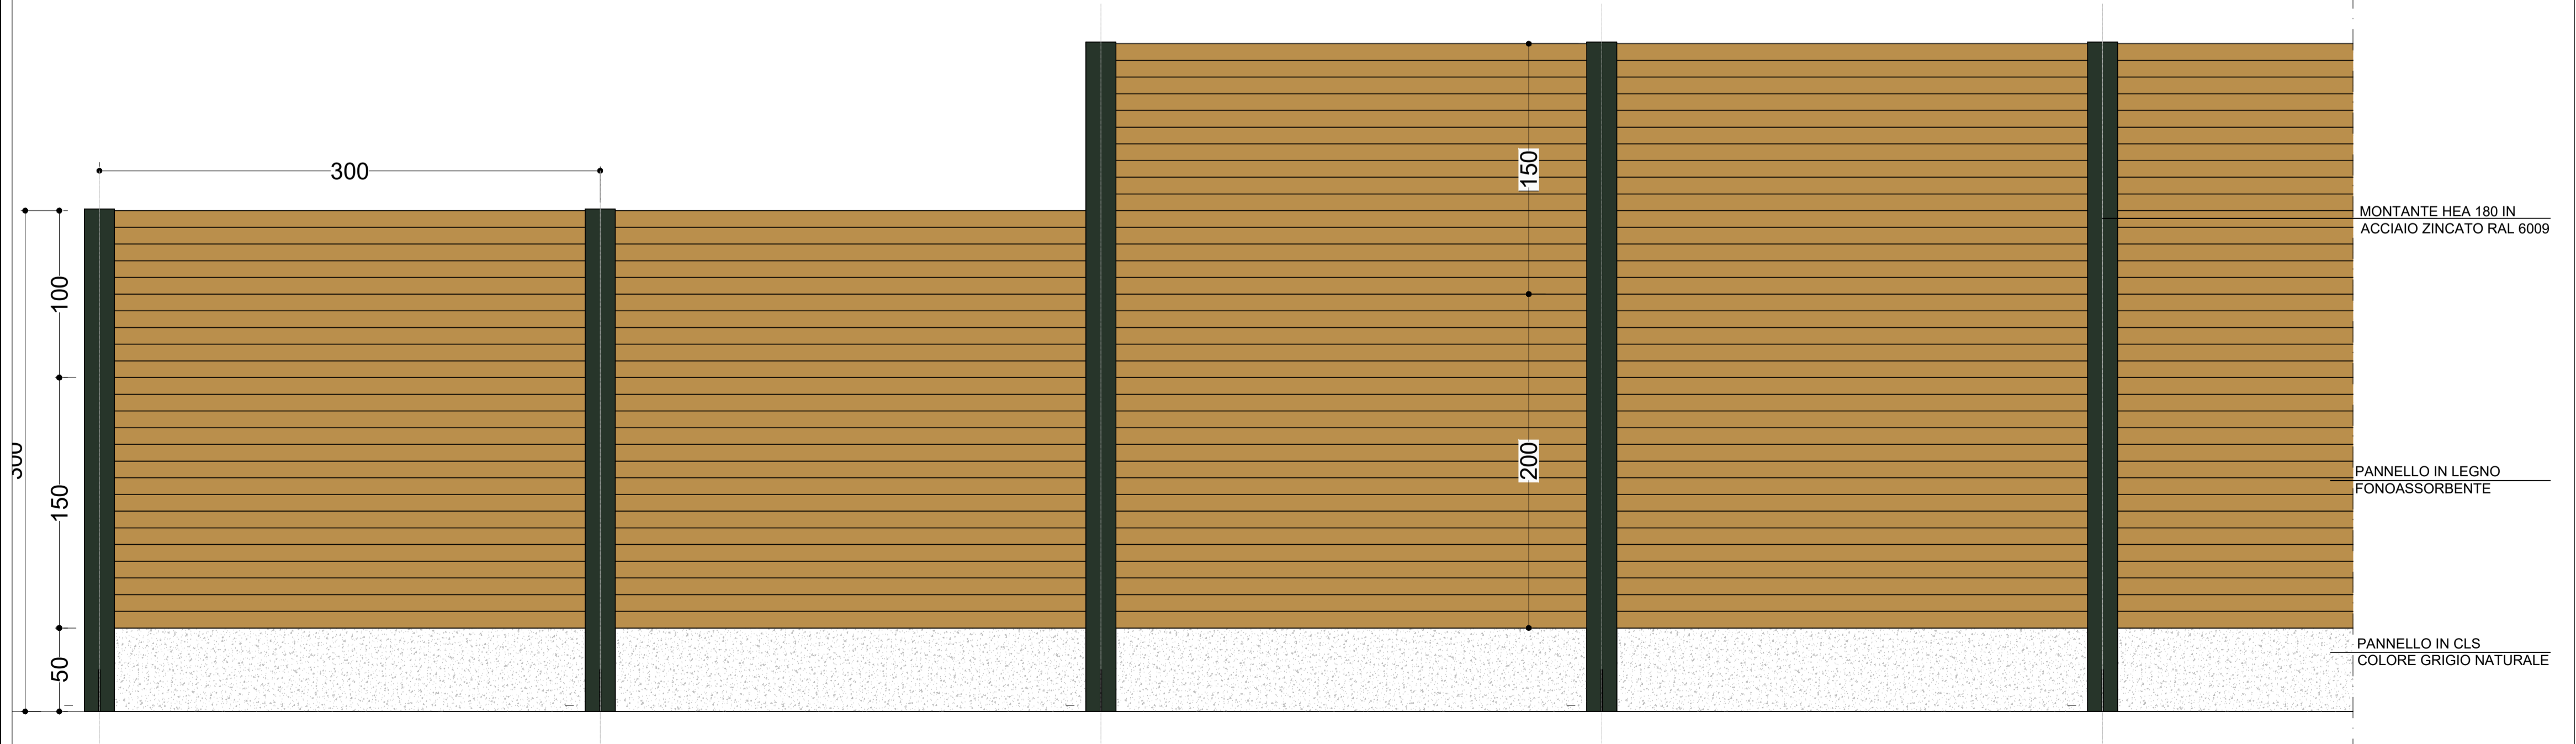 300
150
300
100
150
200
50
MONTANTE HEA 180 IN
ACCIAIO ZINCATO RAL 6009
PANNELLO IN LEGNO
FONOASSORBENTE
PANNELLO IN CLS
COLORE GRIGIO NATURALE